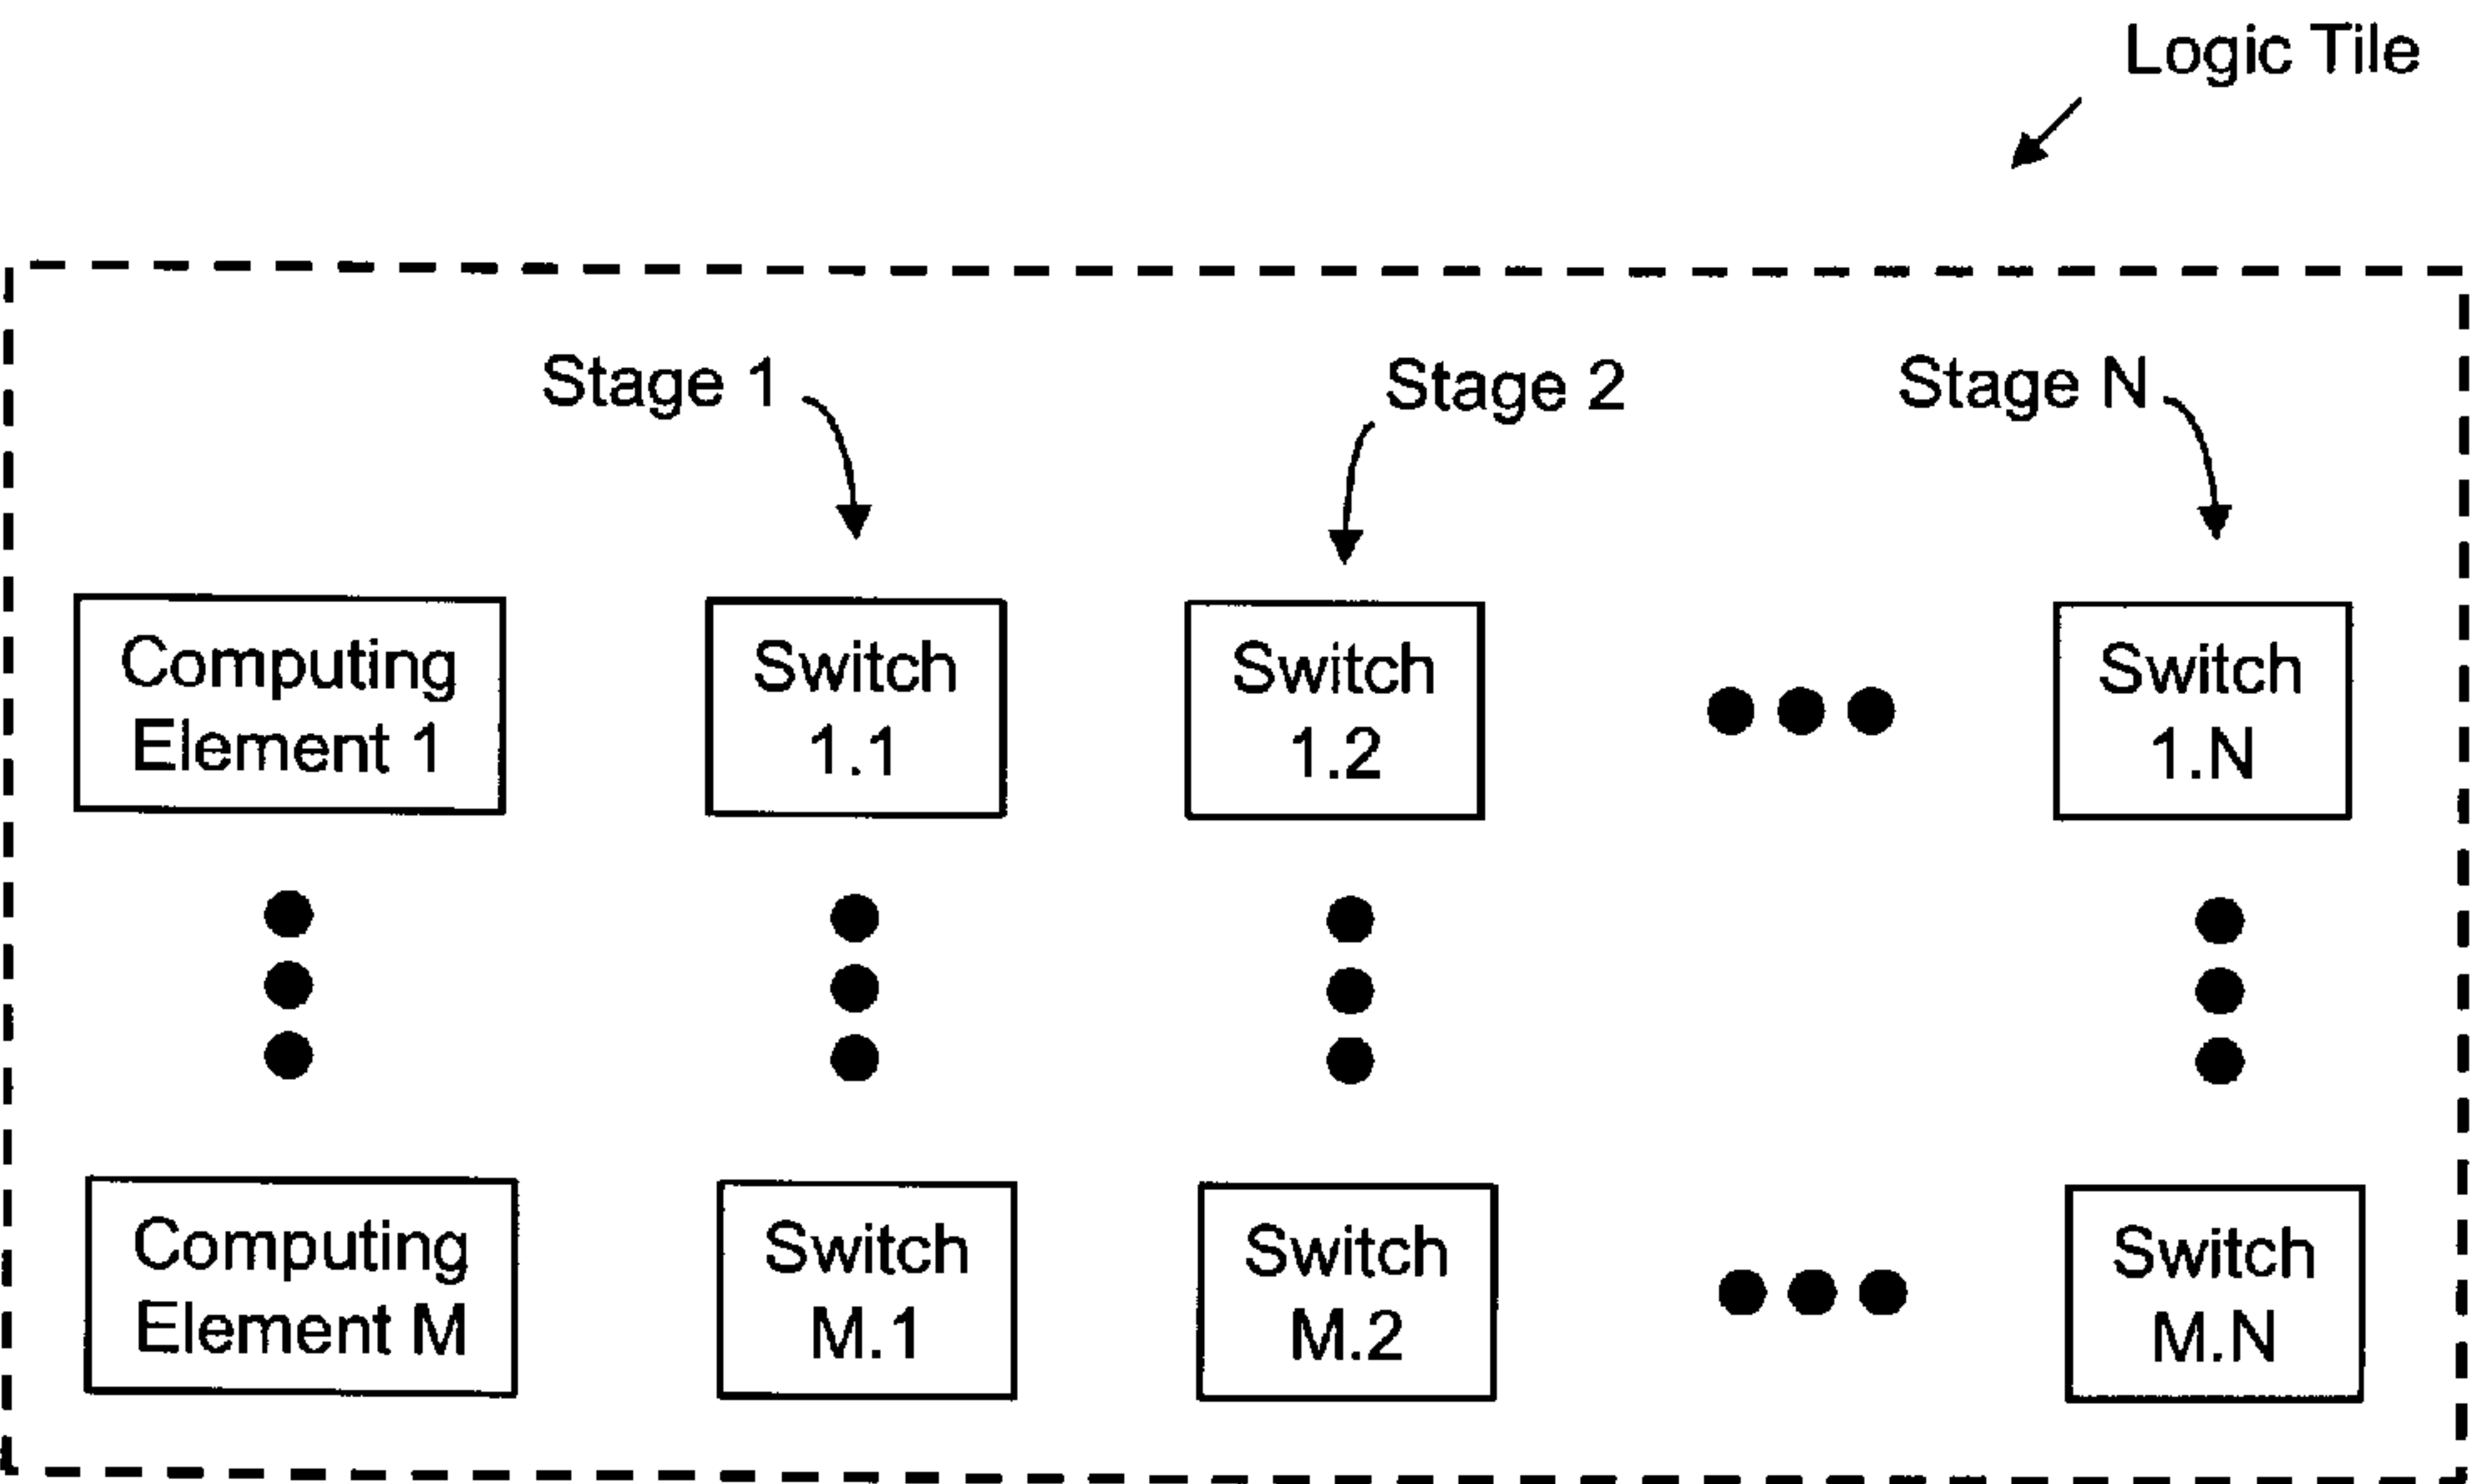 Logic Tile
Stage 1
Stage 2
Stage N
Computing
Element 1
Switch
1.1
Switch
1.2
Switch
1.N
Computing
Element M
Switch
M.1
Switch
M.2
Switch
M.N